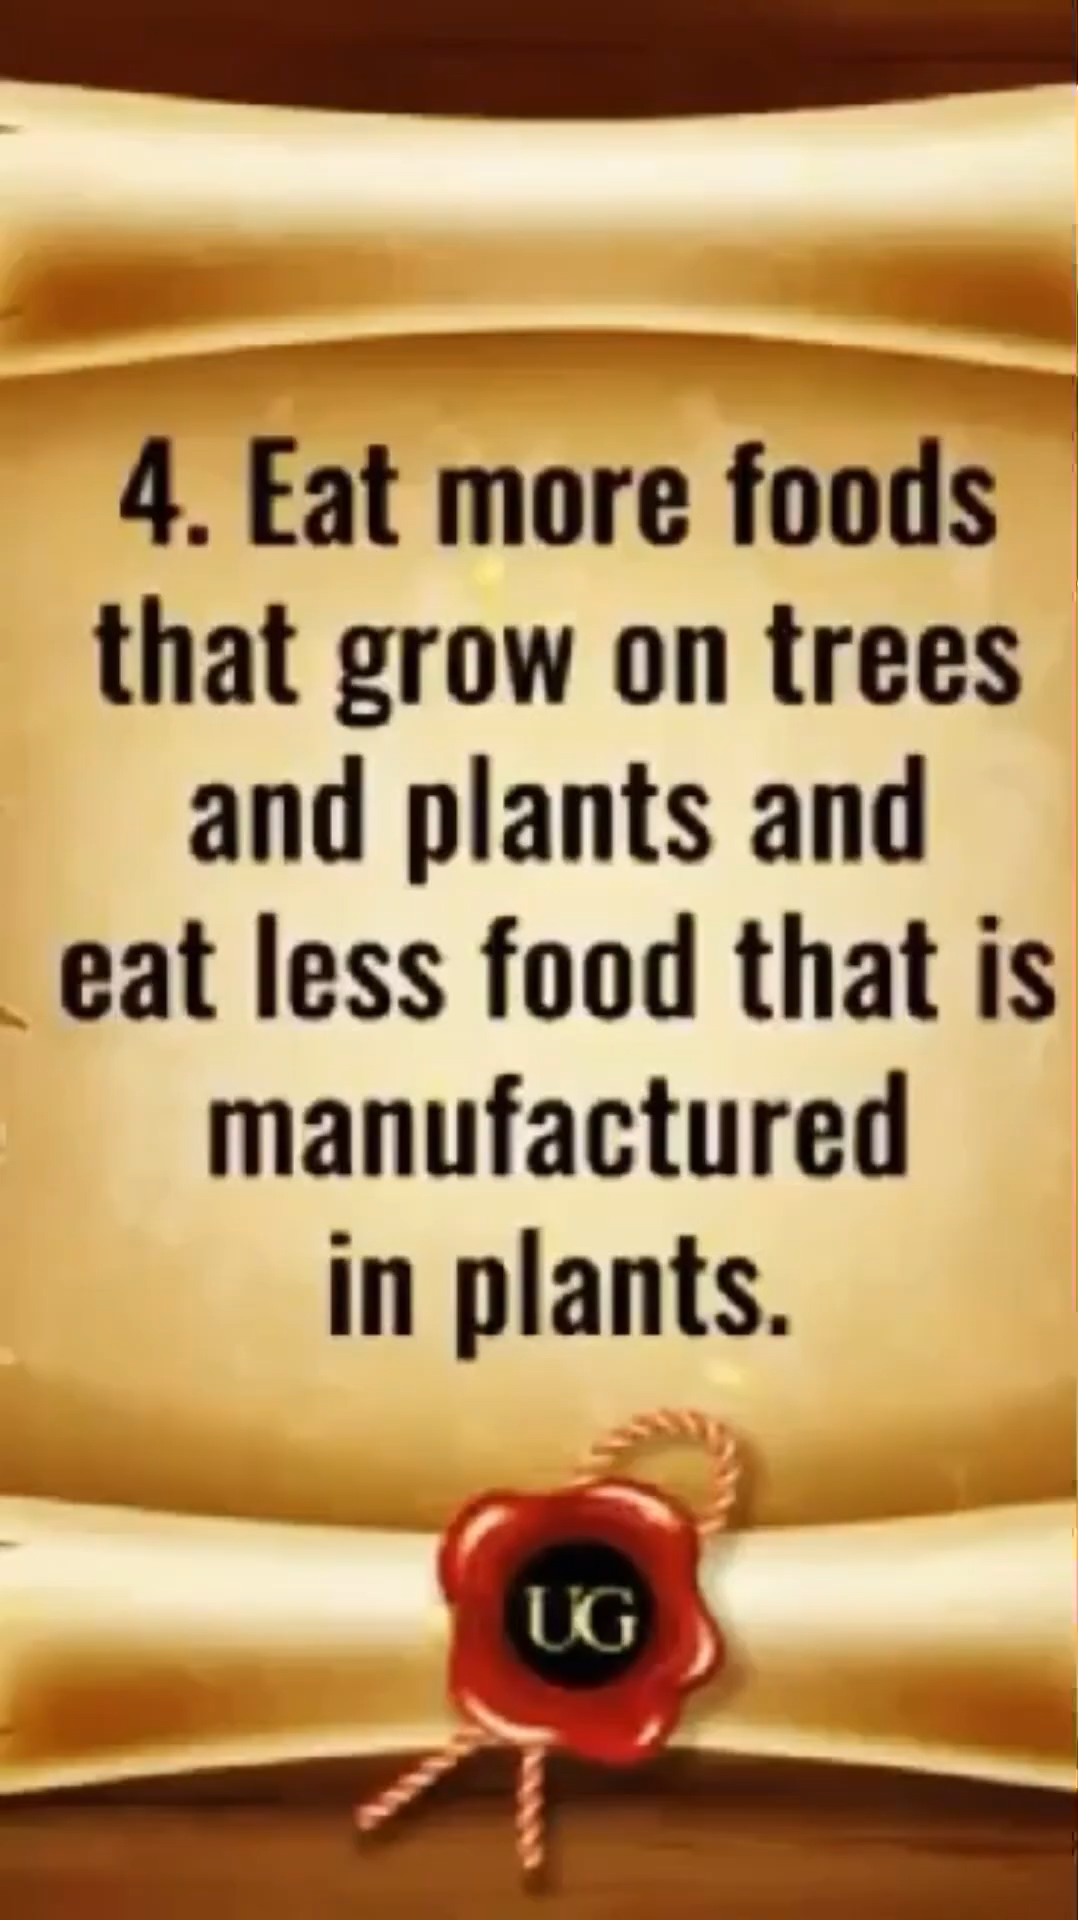 4. Eat more foods
that grow on trees
and plants and
eat less food that is
manufactured
in plants.
UG